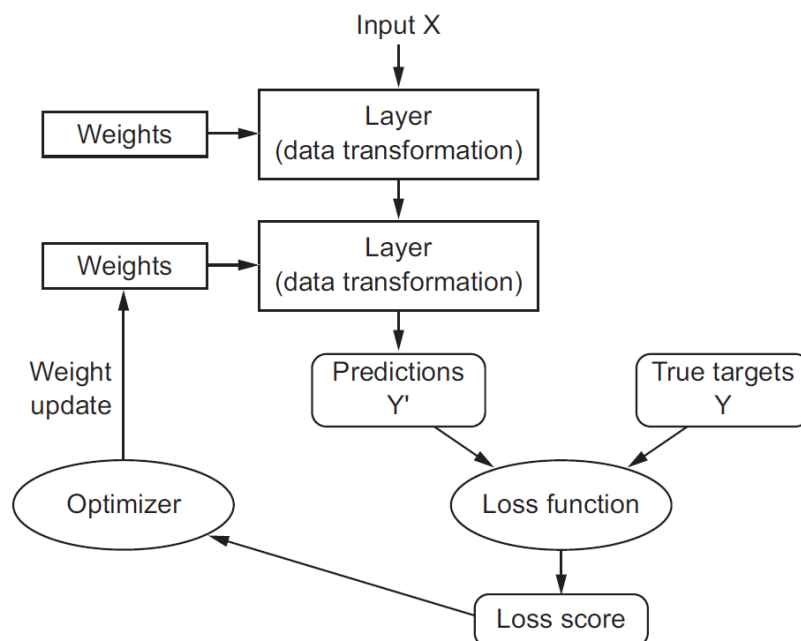 Input X
Weights
Layer
(data transformation)
Weights
Layer
(data transformation)
Weight
update
Predictions
Y'
True targets
Y
Optimizer
Loss function
Loss score